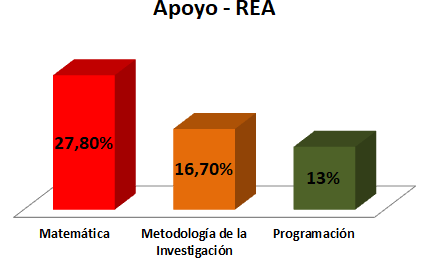 Apoyo - REA
27,80%
16,70%
13%
Matemática
Metodología de la
Investigación
Programación